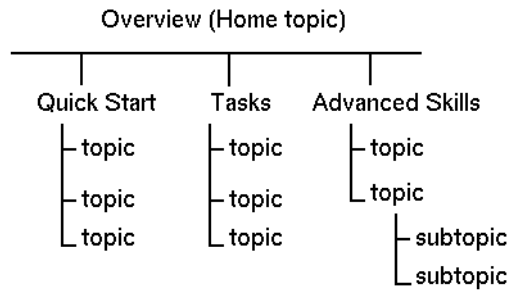 Overview (Home topic)
Quick Start Tasks Advanced Skills
topic topic topic
topic topic topic
topic topic subtopic
subtopic